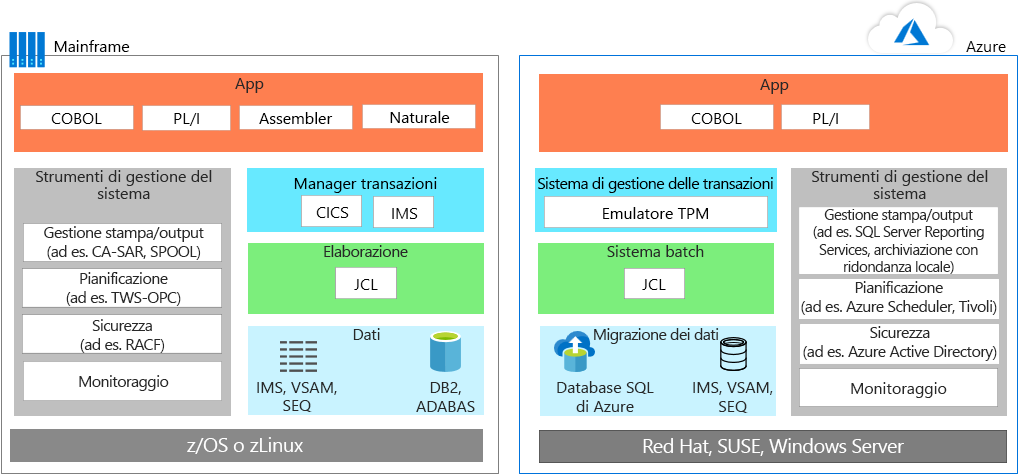 Mainframe
App
COBOL
PL/I
Assembler
Naturale
Strumenti di gestione del
sistema
Gestione stampa/output
(ad es. CA-SAR, SPOOL)
Pianificazione
(ad es. TWS-OPC)
Sicurezza
(ad es. RACF)
Monitoraggio
Manager transazioni
CICS
IMS
Elaborazione
JCL
Dati
IMS, VSAM,
SEQ
DB2,
ADABAS
z/OS o zLinux
Azure
App
COBOL
PL/I
Sistema di gestione delle transazioni
Emulatore TPM
Sistema batch
JCL
Migrazione dei dati
Database SQL
di Azure
IMS, VSAM,
SEQ
Strumenti di gestione del
sistema
Gestione stampa/output
(ad es. SQL Server Reporting
Services, archiviazione con
ridondanza locale)
Pianificazione
(ad es. Azure Scheduler, Tivoli)
Sicurezza
(ad es. Azure Active Directory)
Monitoraggio
Red Hat, SUSE, Windows Server